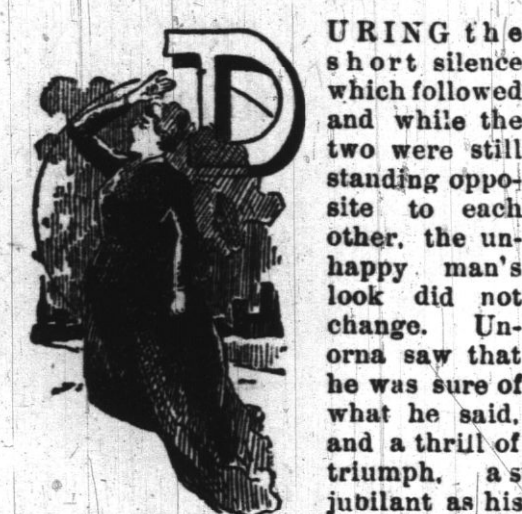 DURING the
short silence
which followed
and while the
two were still
standing oppo-
site to each
other, the un-
happy man's
look did not
change. Un-
orna saw that
he was sure of
what he said,
and a thrill of
triumph, as
jubilant as his